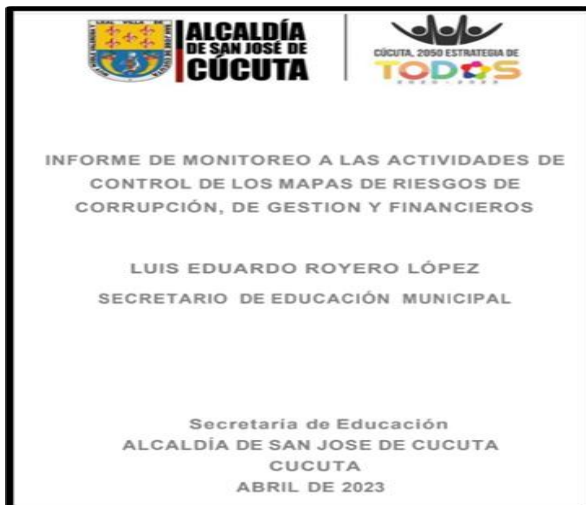 ALCALDÍA
DE SAN JOSÉ DE
CÚCUTA
CÚCUTA, 2050 ESTRATEGIA DE
TODOS
2020 - 2023
INFORME DE MONITOREO A LAS ACTIVIDADES DE
CONTROL DE LOS MAPAS DE RIESGOS DE
CORRUPCIÓN, DE GESTION Y FINANCIEROS
LUIS EDUARDO ROYERO LÓPEZ
SECRETARIO DE EDUCACIÓN MUNICIPAL
Secretaría de Educación
ALCALDÍA DE SAN JOSE DE CUCUTA
CUCUTA
ABRIL DE 2023